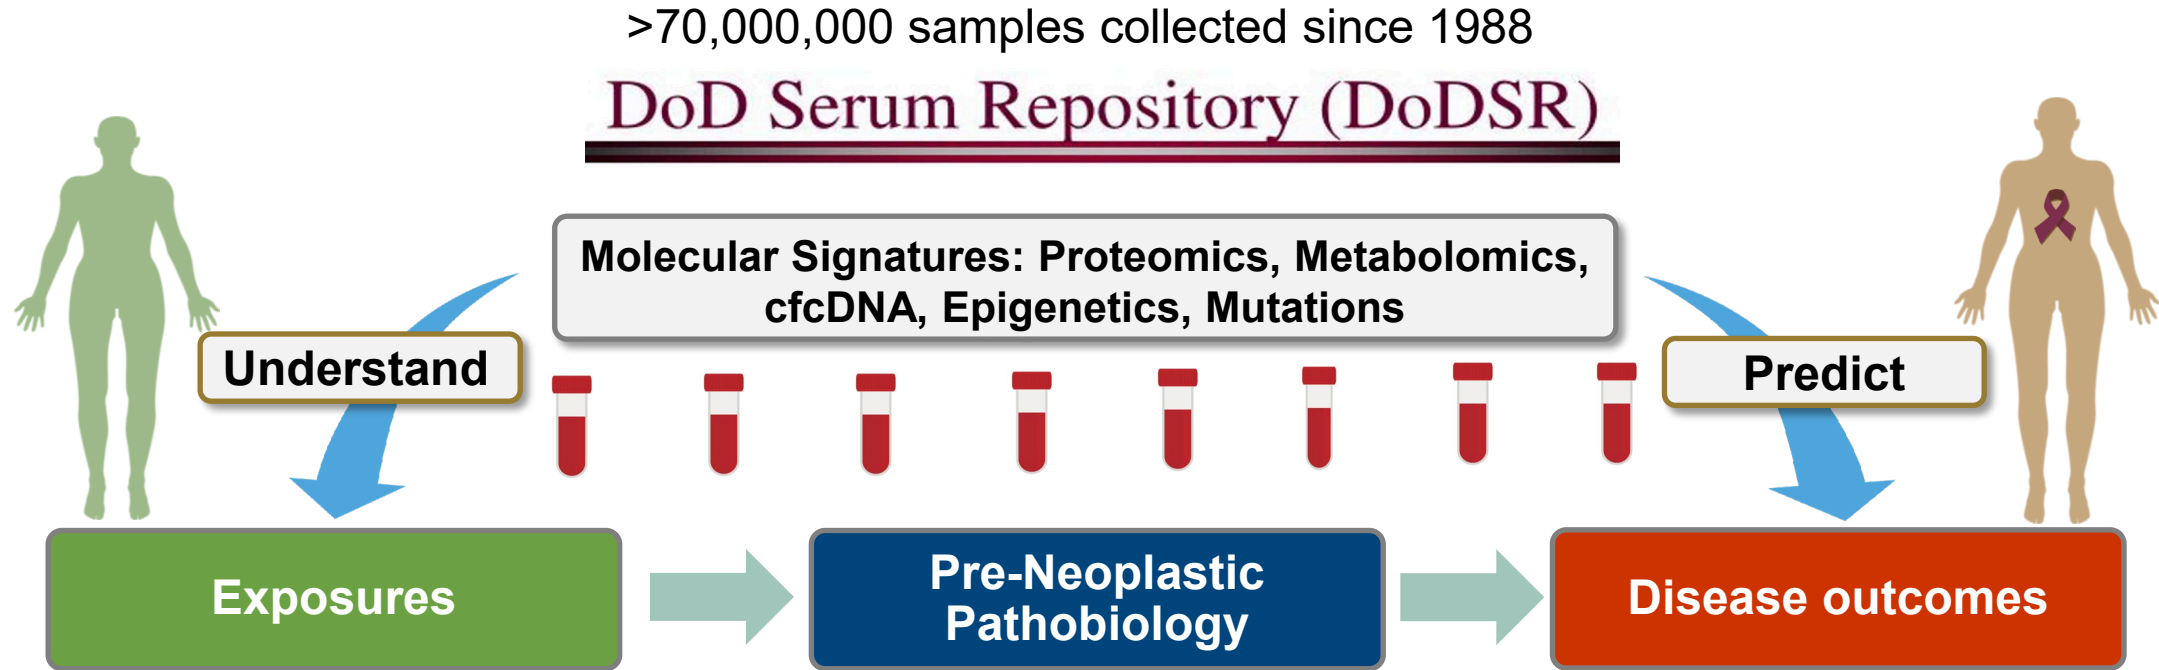 >70,000,000 samples collected since 1988
DoD Serum Repository (DoDSR)
Molecular Signatures: Proteomics, Metabolomics,
cfcDNA, Epigenetics, Mutations
Understand
Predict
Exposures
Pre-Neoplastic
Pathobiology
Disease outcomes